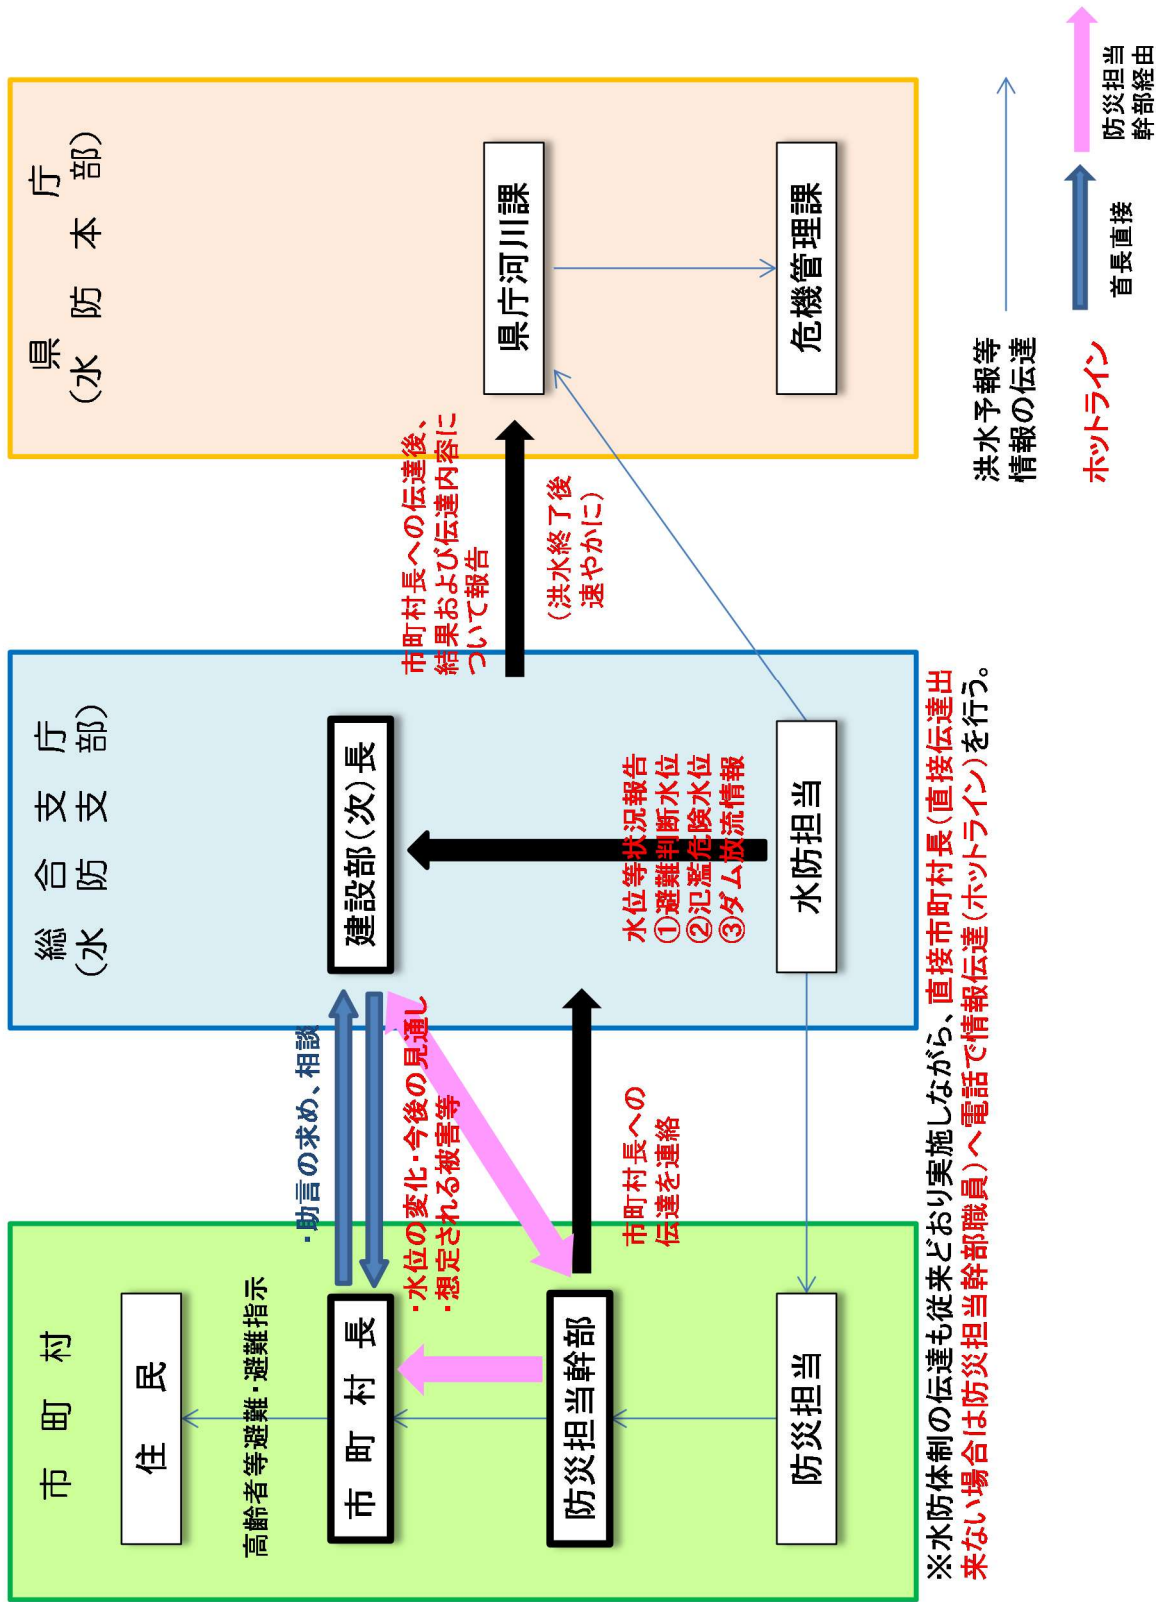 市 町 村
住 民
高齢者等避難・避難指示
市 町 村 長
防災担当幹部
防災担当
・助言の求め、相談
・水位の変化・今後の見通し
・想定される被害等
市町村長への
伝達を連絡
総 合 支 庁
(水 防 支 部)
建設部(次)長
水位等状況報告
①避難判断水位
②氾濫危険水位
③ダム放流情報
水防担当
市町村長への伝達後、
結果および伝達内容に
ついて報告
(洪水終了後
速やかに)
県 庁
(水 防 本 部)
県庁河川課
危機管理課
※水防体制の伝達も従来どおり実施しながら、直接市町村長(直接伝達出
来ない場合は防災担当幹部職員)へ電話で情報伝達(ホットライン)を行う。
洪水予報等
情報の伝達
ホットライン
首長直接
防災担当
幹部経由